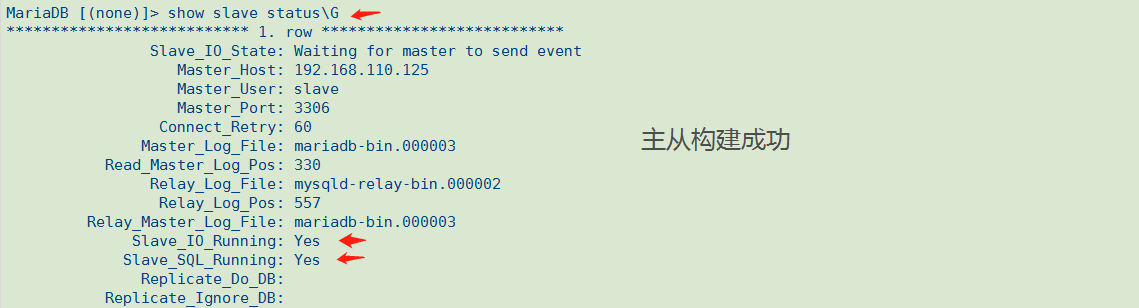 MariaDB [(none)]> show slave status\G
*************************** 1. row ***************************
Slave_IO_State: Waiting for master to send event
Master_Host: 192.168.110.125
Master_User: slave
Master_Port: 3306
Connect_Retry: 60
Master_Log_File: mariadb-bin.000003
Read_Master_Log_Pos: 330
Relay_Log_File: mysqld-relay-bin.000002
Relay_Log_Pos: 557
Relay_Master_Log_File: mariadb-bin.000003
Slave_IO_Running: Yes
Slave_SQL_Running: Yes
Replicate_Do_DB:
Replicate_Ignore_DB:
主从构建成功